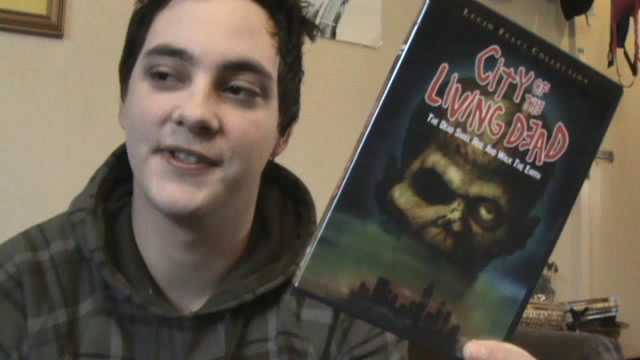 LUCIO FULCI COLLECTION
CITY OF
THE
LIVING DEAD
THE DEAD SHALL RISE AND WALK THE EARTH